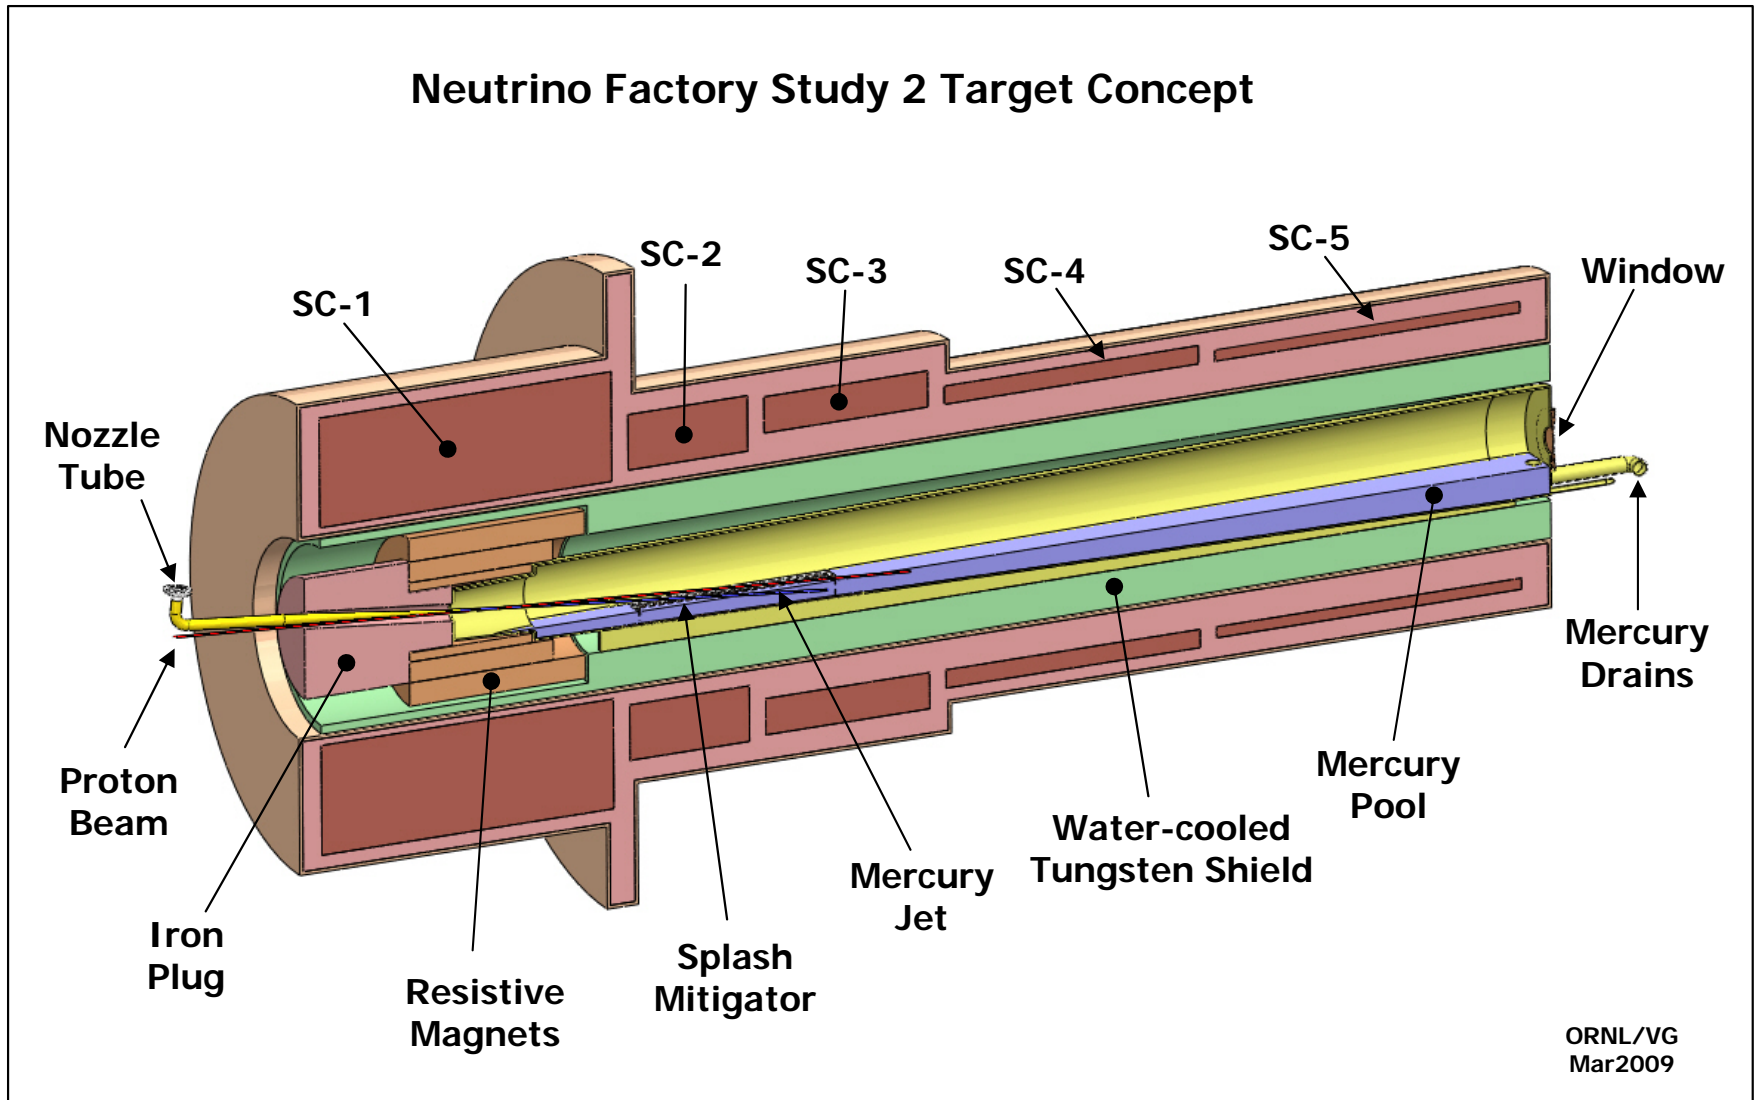 Neutrino Factory Study 2 Target Concept
SC-1
SC-2
SC-3
SC-4
SC-5
Window
Nozzle
Tube
Proton
Beam
Iron
Plug
Resistive
Magnets
Splash
Mitigator
Mercury
Jet
Water-cooled
Tungsten Shield
Mercury
Pool
Mercury
Drains
ORNL/VG
Mar2009